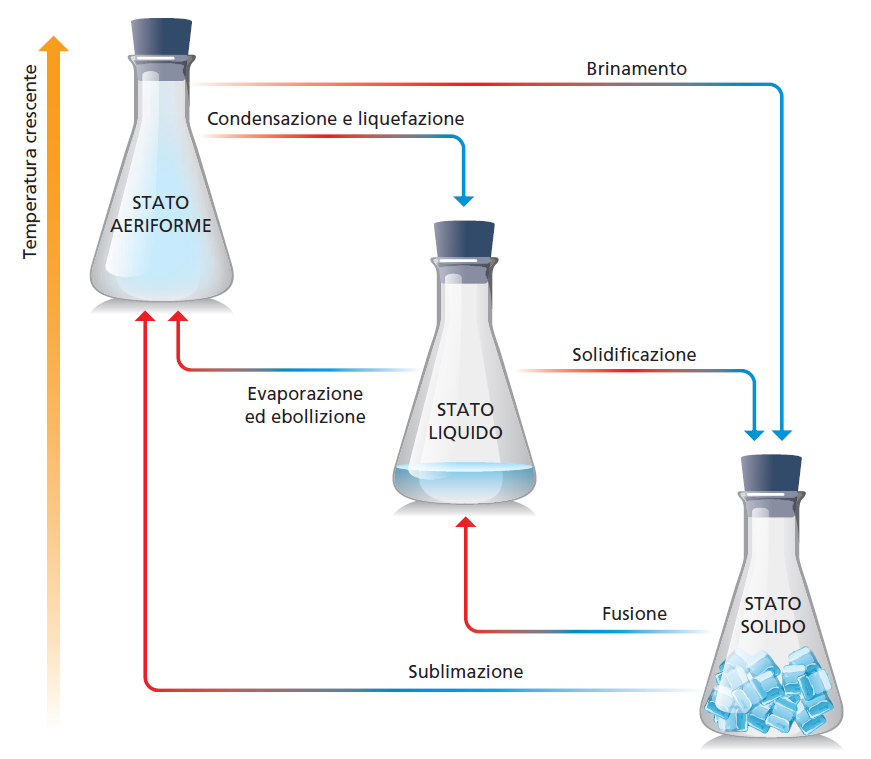 Temperatura crescente
Brinamento
Condensazione e liquefazione
STATO
AERIFORME
Solidificazione
Evaporazione
ed ebollizione
STATO
LIQUIDO
STATO
SOLIDO
Fusione
Sublimazione